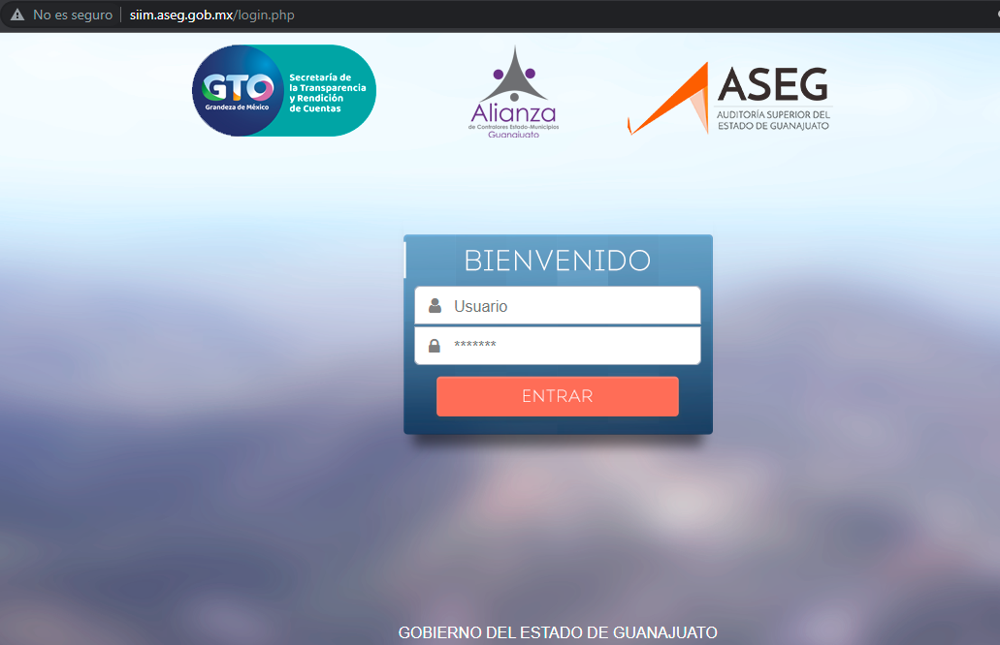 No es seguro siim.aseg.gob.mx/login.php
GTO
Grandeza de México
Secretaría de
la Transparencia
y Rendición
de Cuentas
Alianza
de Contralores Estado-Municipios
Guanajuato
ASEG
AUDITORÍA SUPERIOR DEL
ESTADO DE GUANAJUATO
BIENVENIDO
Usuario
*******
ENTRAR
GOBIERNO DEL ESTADO DE GUANAJUATO